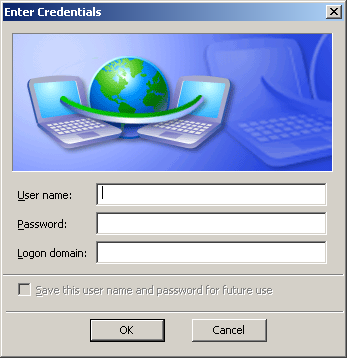 Enter Credentials
User name:
Password:
Logon domain:
Save this user name and password for future use
OK Cancel